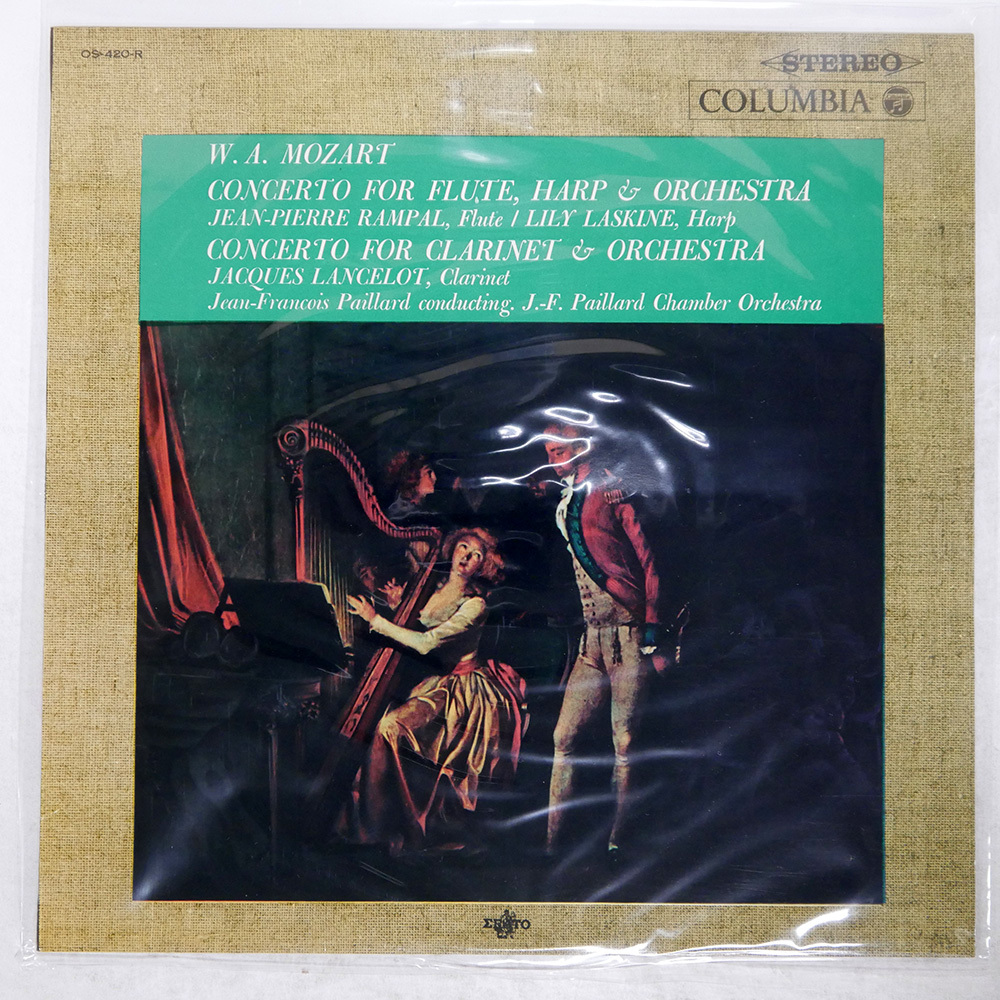 OS-420-R
STEREO
COLUMBIA
W. A. MOZART
CONCERTO FOR FLUTE, HARP & ORCHESTRA
JEAN-PIERRE RAMPAL, Flute / LILY LASKINE, Harp
CONCERTO FOR CLARINET & ORCHESTRA
JACQUES LANCELOT, Clarinet
Jean-Francois Paillard conducting. J.-F. Paillard Chamber Orchestra
ΣRATO